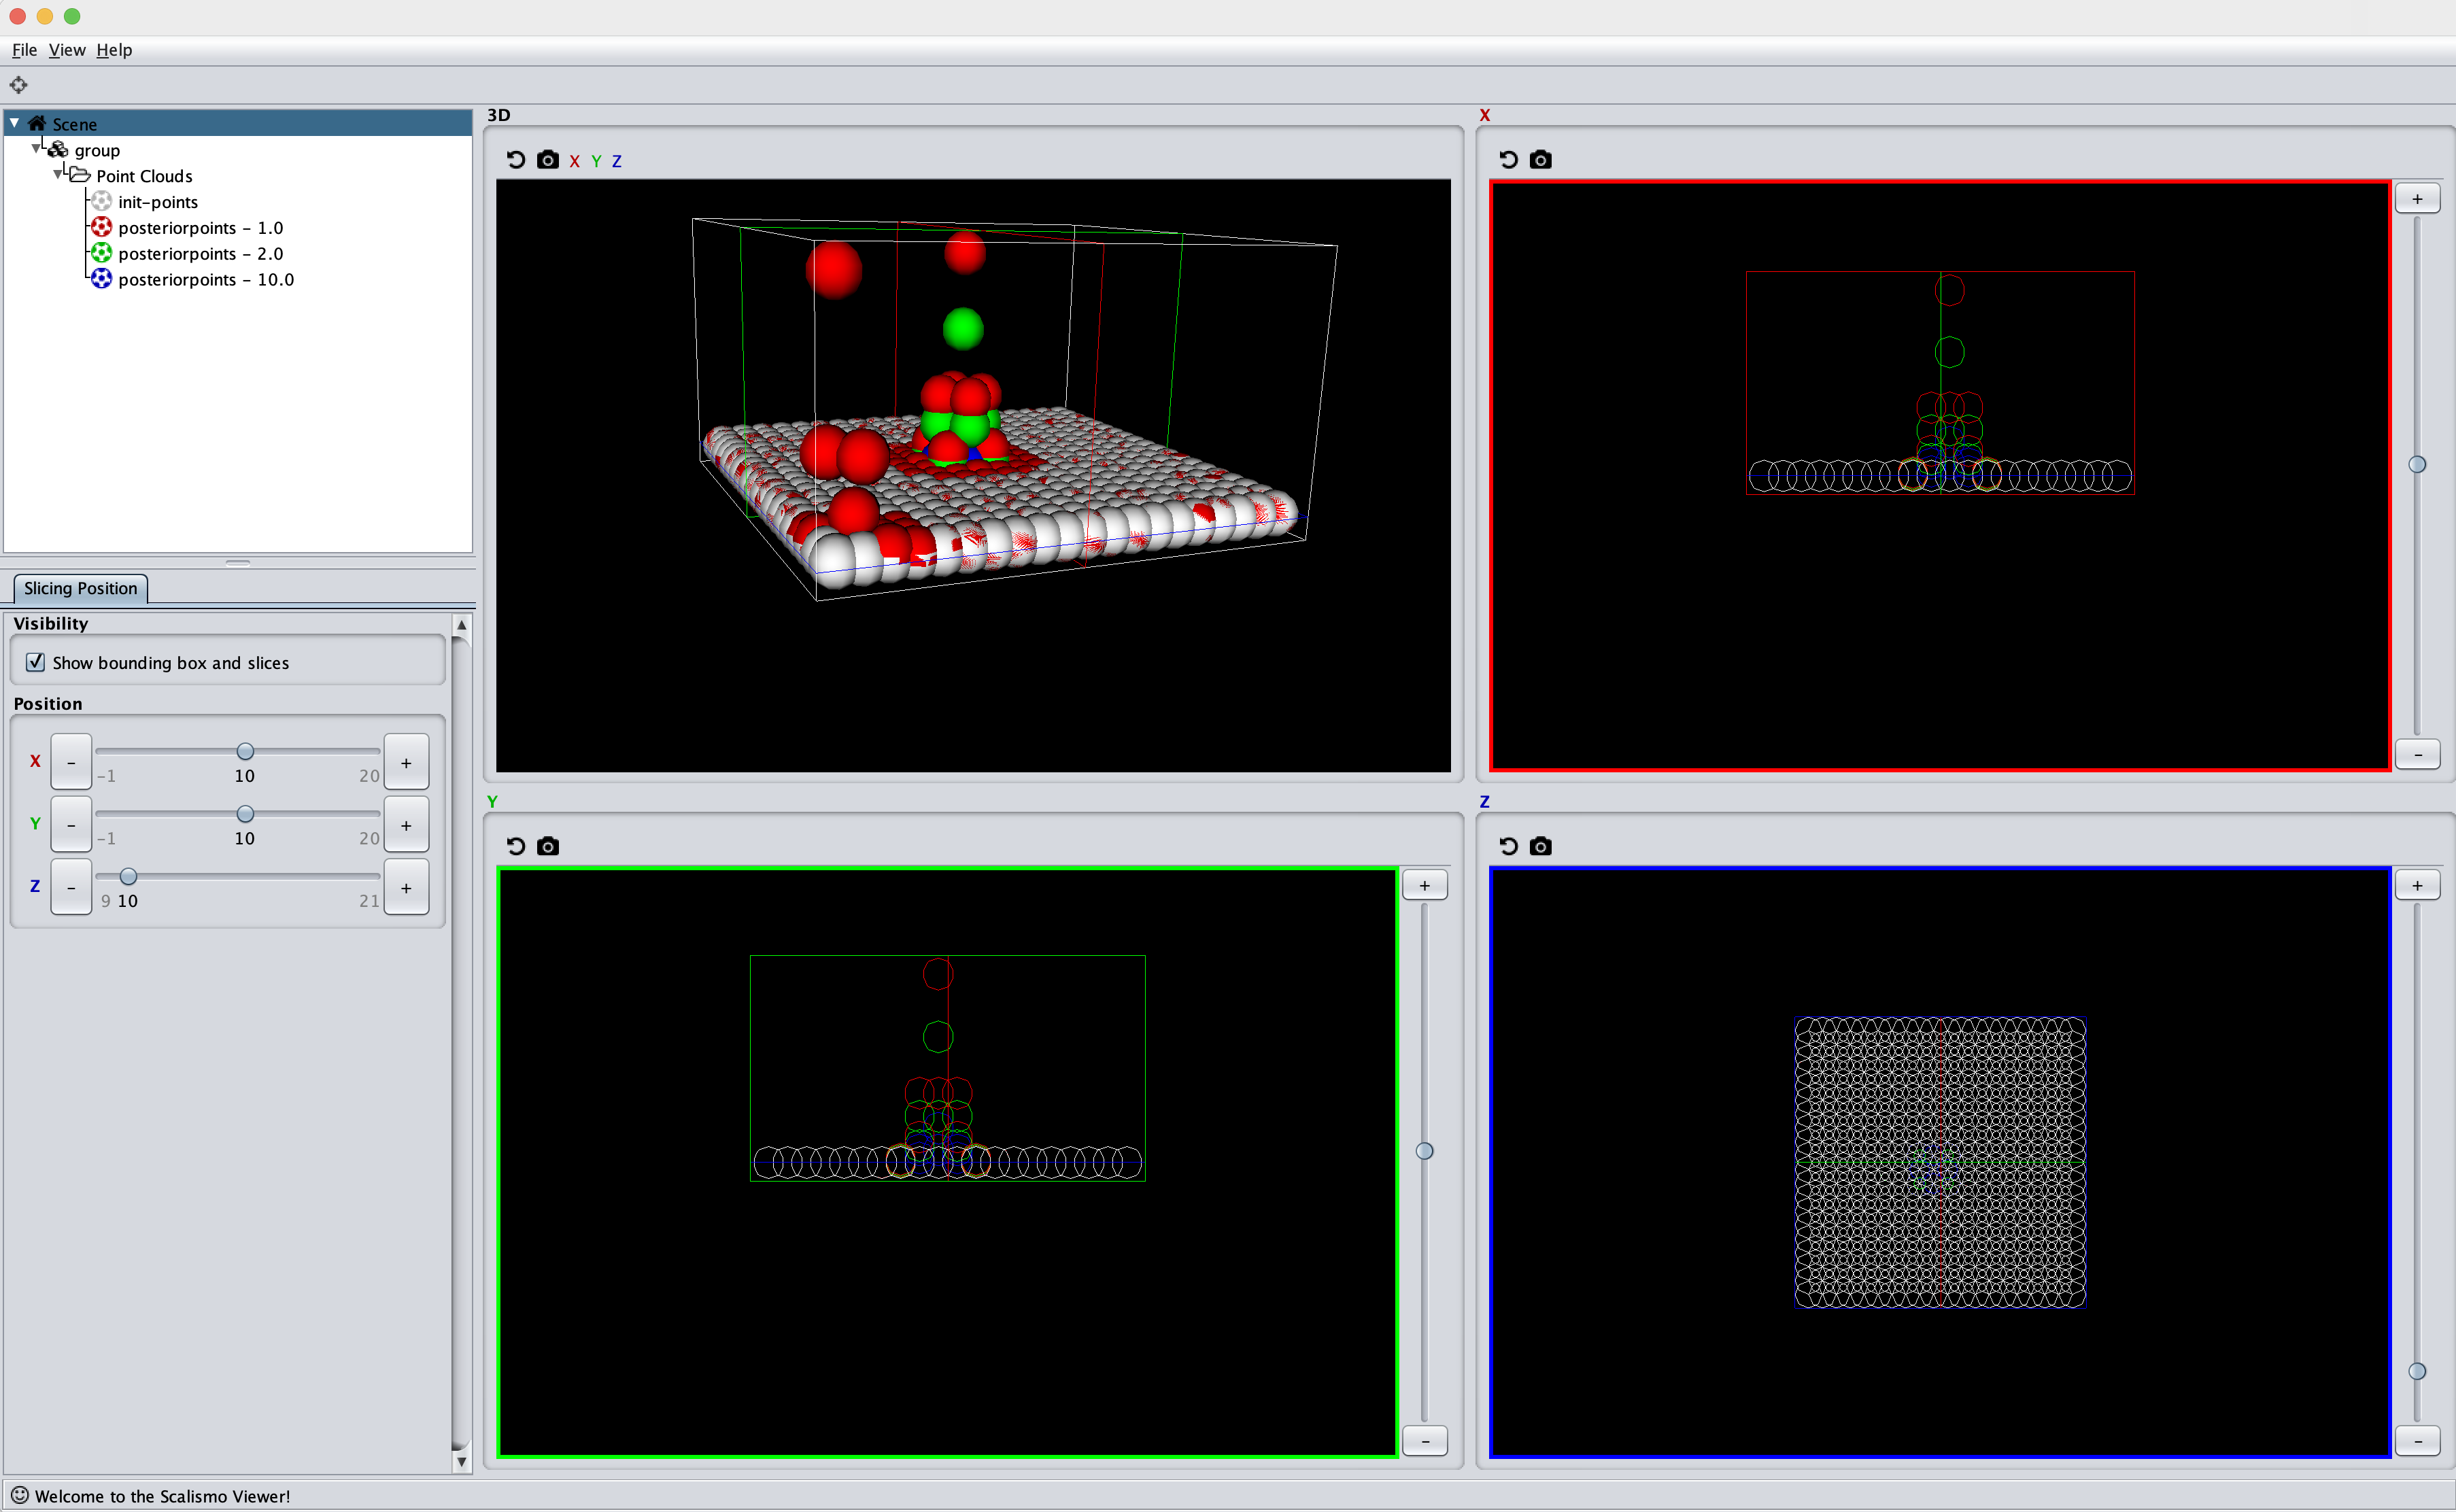 File View Help
Scene
group
Point Clouds
init-points
posteriorpoints - 1.0
posteriorpoints - 2.0
posteriorpoints - 10.0
Slicing Position
Visibility
Show bounding box and slices
Position
X - -1 10 20 +
Y - -1 10 20 +
Z - 9 10 21 +
3D
X Y Z
X
+
-
Y
+
-
Z
+
-
Welcome to the Scalismo Viewer!